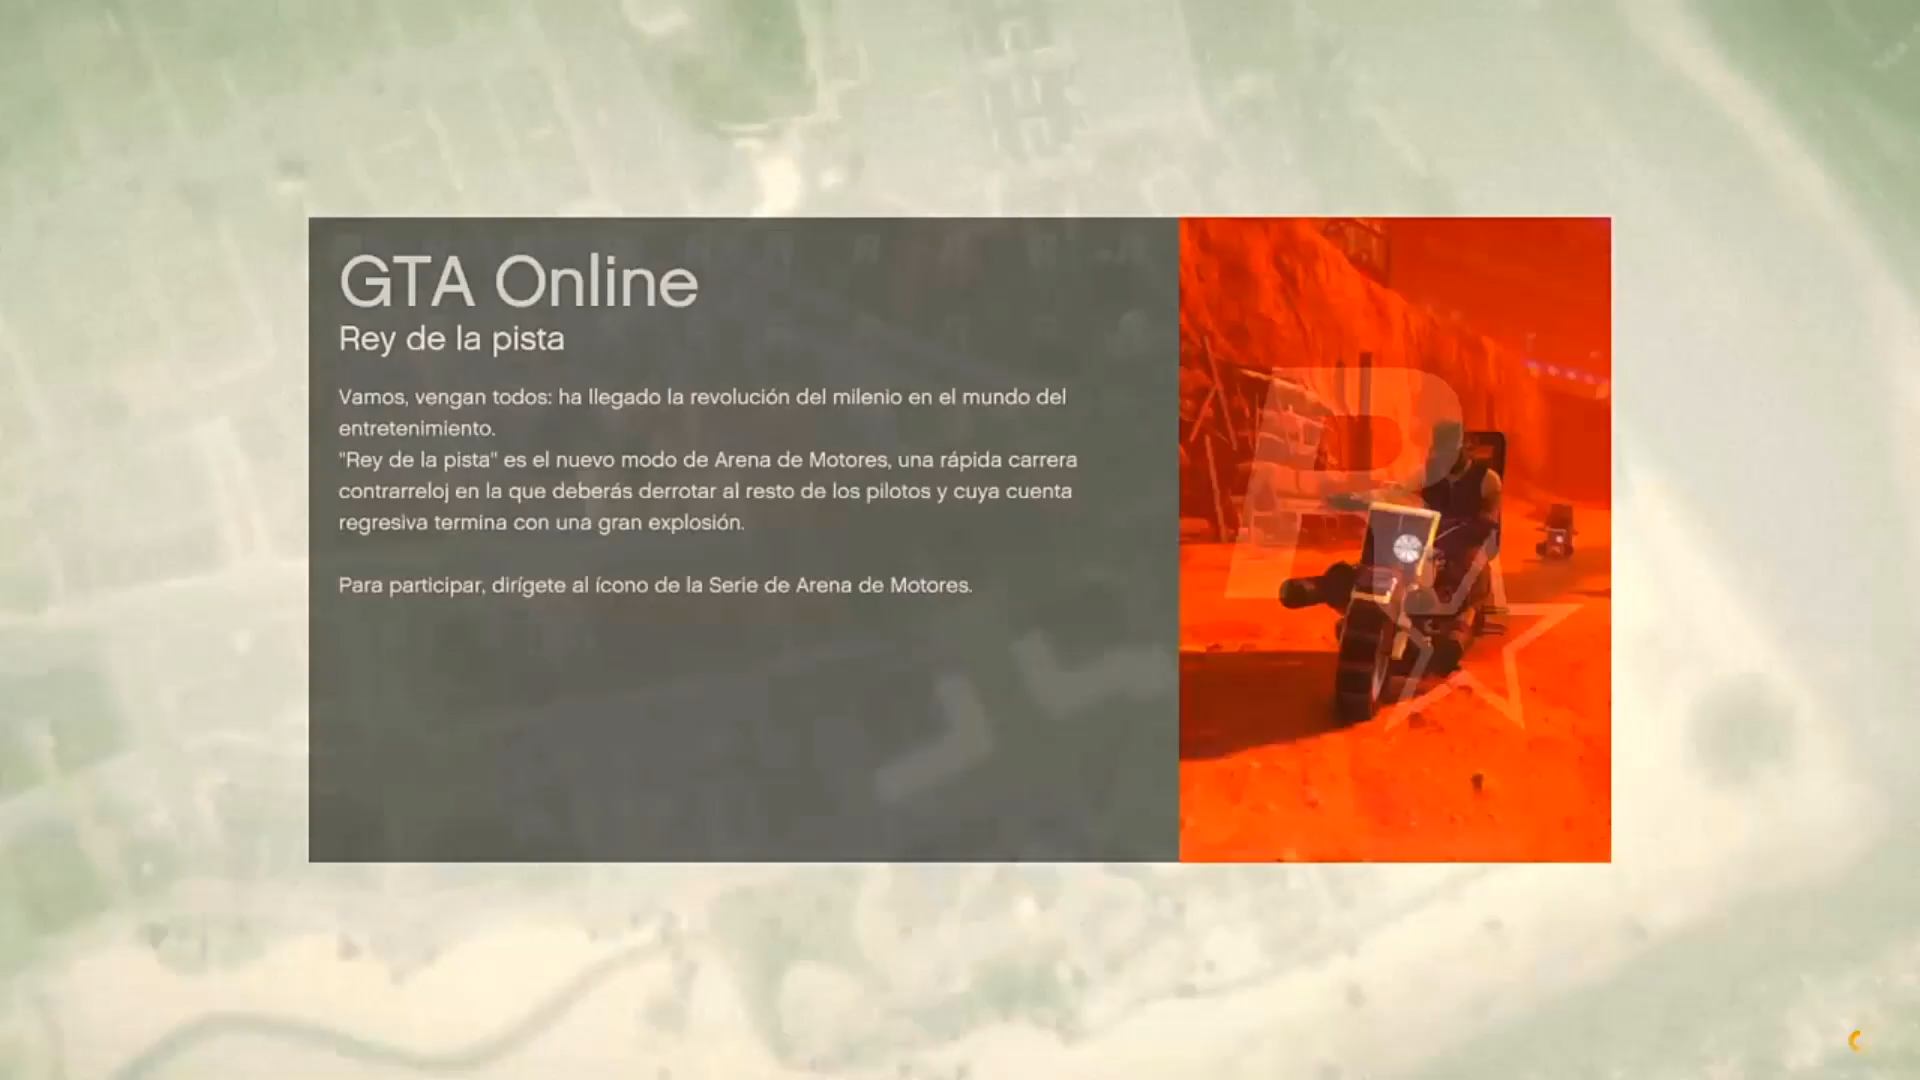 GTA Online
Rey de la pista
Vamos, vengan todos: ha llegado la revolución del milenio en el mundo del
entretenimiento.
"Rey de la pista" es el nuevo modo de Arena de Motores, una rápida carrera
contrarreloj en la que deberás derrotar al resto de los pilotos y cuya cuenta
regresiva termina con una gran explosión.
Para participar, dirígete al ícono de la Serie de Arena de Motores.
R